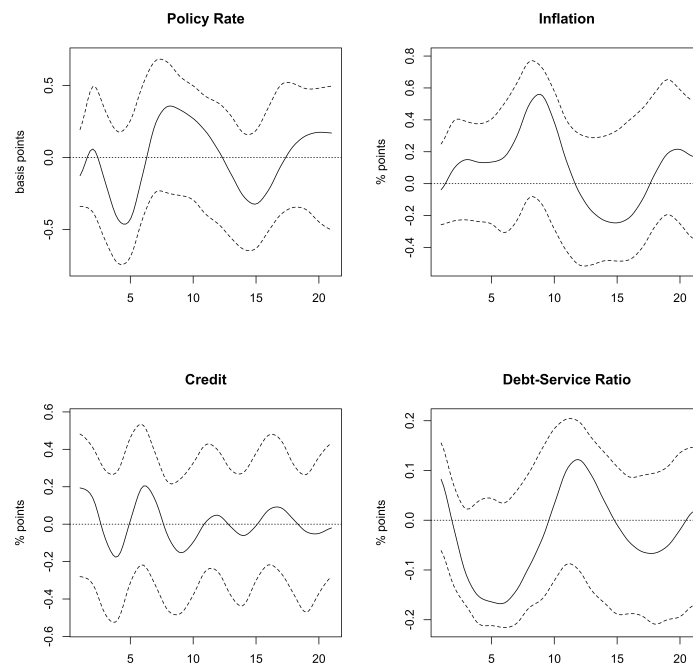 Policy Rate
basis points
0.5
0.0
-0.5
5 10 15 20
Inflation
% points
0.8
0.6
0.4
0.2
0.0
-0.2
-0.4
5 10 15 20
Credit
% points
0.6
0.4
0.2
0.0
-0.2
-0.4
-0.6
5 10 15 20
Debt-Service Ratio
% points
0.2
0.1
0.0
-0.1
-0.2
5 10 15 20